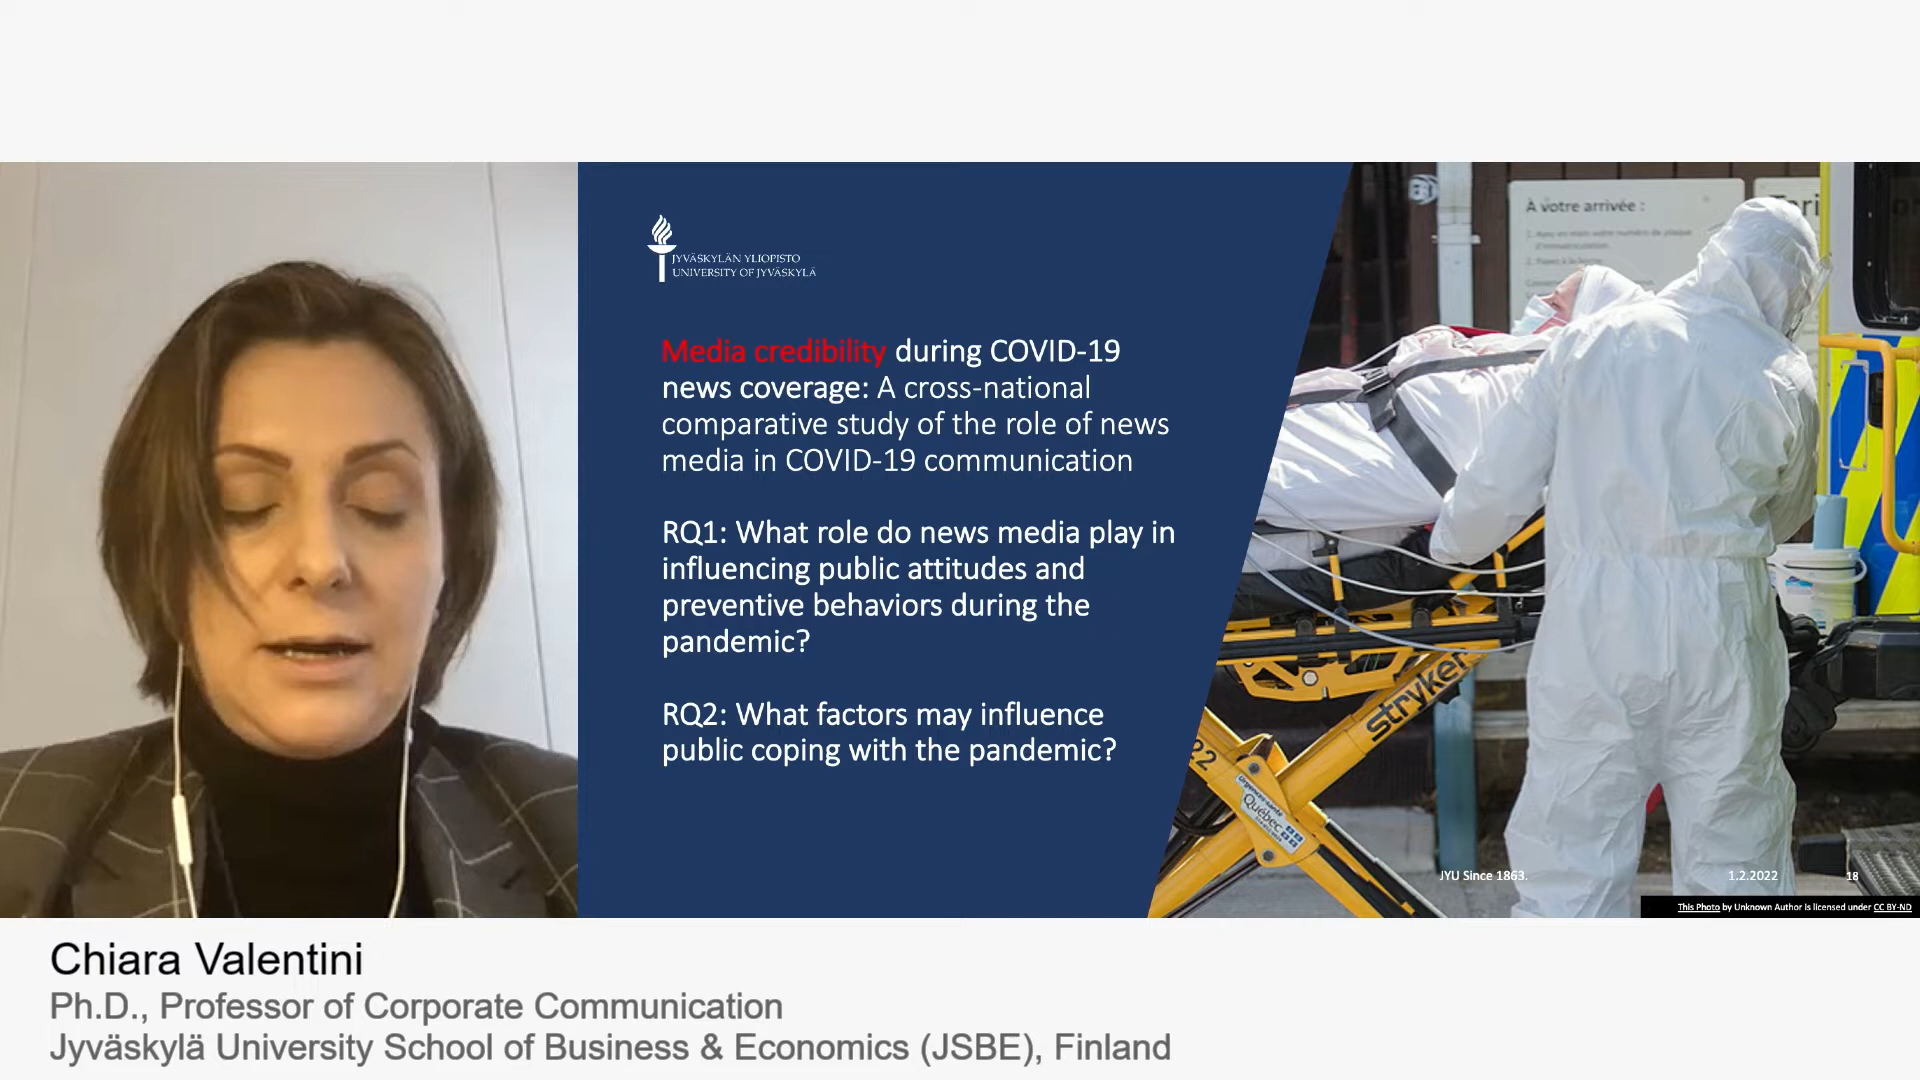 JYVÄSKYLÄN YLIOPISTO
UNIVERSITY OF JYVÄSKYLÄ
Media credibility during COVID-19
news coverage: A cross-national
comparative study of the role of news
media in COVID-19 communication
RQ1: What role do news media play in
influencing public attitudes and
preventive behaviors during the
pandemic?
RQ2: What factors may influence
public coping with the pandemic?
À votre arrivée :
stryker
22
Urgences-santé
Québec
JYU Since 1863.
1.2.2022
18
This Photo by Unknown Author is licensed under CC BY-ND
Chiara Valentini
Ph.D., Professor of Corporate Communication
Jyväskylä University School of Business & Economics (JSBE), Finland